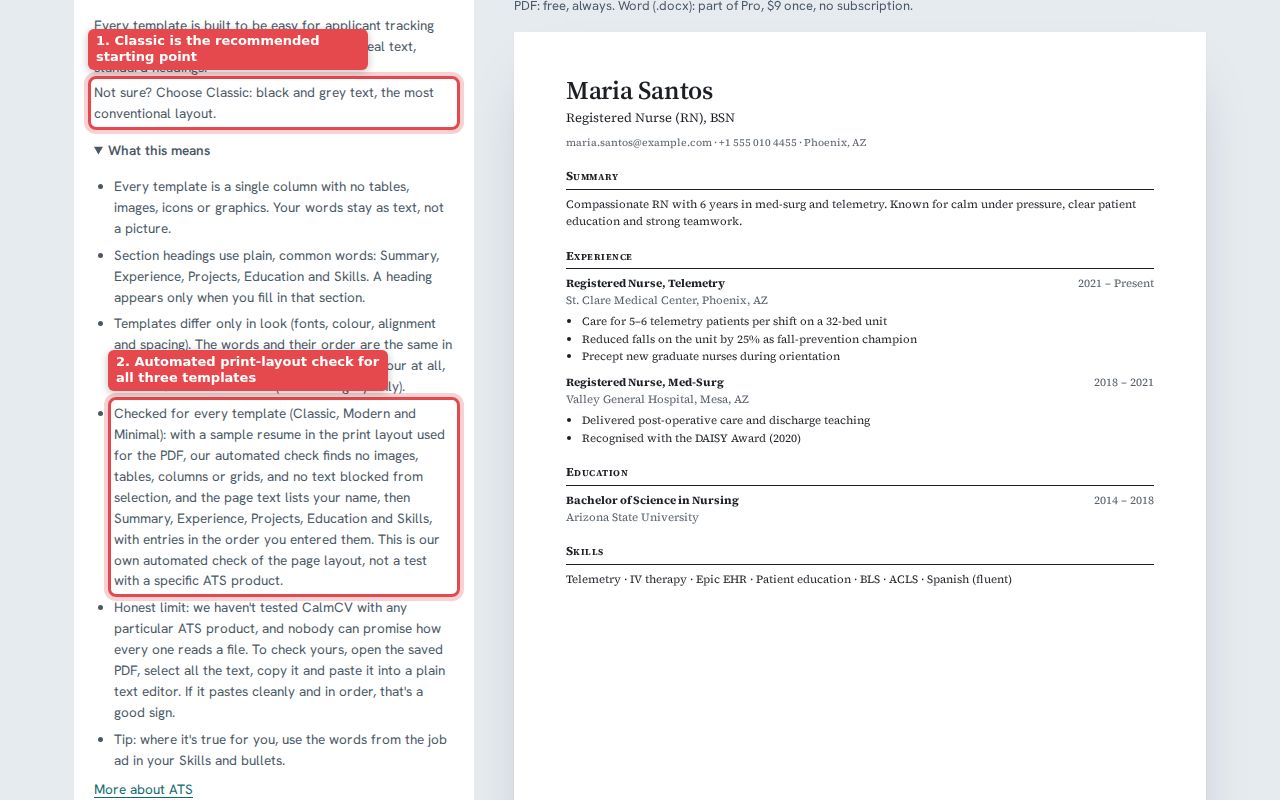 Every template is built to be easy for applicant tracking
1. Classic is the recommended
starting point
eal text,
standard headings.
Not sure? Choose Classic: black and grey text, the most
conventional layout.
▼ What this means
• Every template is a single column with no tables,
images, icons or graphics. Your words stay as text, not
a picture.
• Section headings use plain, common words: Summary,
Experience, Projects, Education and Skills. A heading
appears only when you fill in that section.
• Templates differ only in look (fonts, colour, alignment
and spacing). The words and their order are the same in
2. Automated print-layout check for
all three templates
our at all,
ly).
• Checked for every template (Classic, Modern and
Minimal): with a sample resume in the print layout used
for the PDF, our automated check finds no images,
tables, columns or grids, and no text blocked from
selection, and the page text lists your name, then
Summary, Experience, Projects, Education and Skills,
with entries in the order you entered them. This is our
own automated check of the page layout, not a test
with a specific ATS product.
• Honest limit: we haven't tested CalmCV with any
particular ATS product, and nobody can promise how
every one reads a file. To check yours, open the saved
PDF, select all the text, copy it and paste it into a plain
text editor. If it pastes cleanly and in order, that's a
good sign.
• Tip: where it's true for you, use the words from the job
ad in your Skills and bullets.
More about ATS
PDF: free, always. Word (.docx): part of Pro, $9 once, no subscription.
Maria Santos
Registered Nurse (RN), BSN
maria.santos@example.com · +1 555 010 4455 · Phoenix, AZ
Summary
Compassionate RN with 6 years in med-surg and telemetry. Known for calm under pressure, clear patient
education and strong teamwork.
Experience
Registered Nurse, Telemetry 2021 – Present
St. Clare Medical Center, Phoenix, AZ
• Care for 5–6 telemetry patients per shift on a 32-bed unit
• Reduced falls on the unit by 25% as fall-prevention champion
• Precept new graduate nurses during orientation
Registered Nurse, Med-Surg 2018 – 2021
Valley General Hospital, Mesa, AZ
• Delivered post-operative care and discharge teaching
• Recognised with the DAISY Award (2020)
Education
Bachelor of Science in Nursing 2014 – 2018
Arizona State University
Skills
Telemetry · IV therapy · Epic EHR · Patient education · BLS · ACLS · Spanish (fluent)